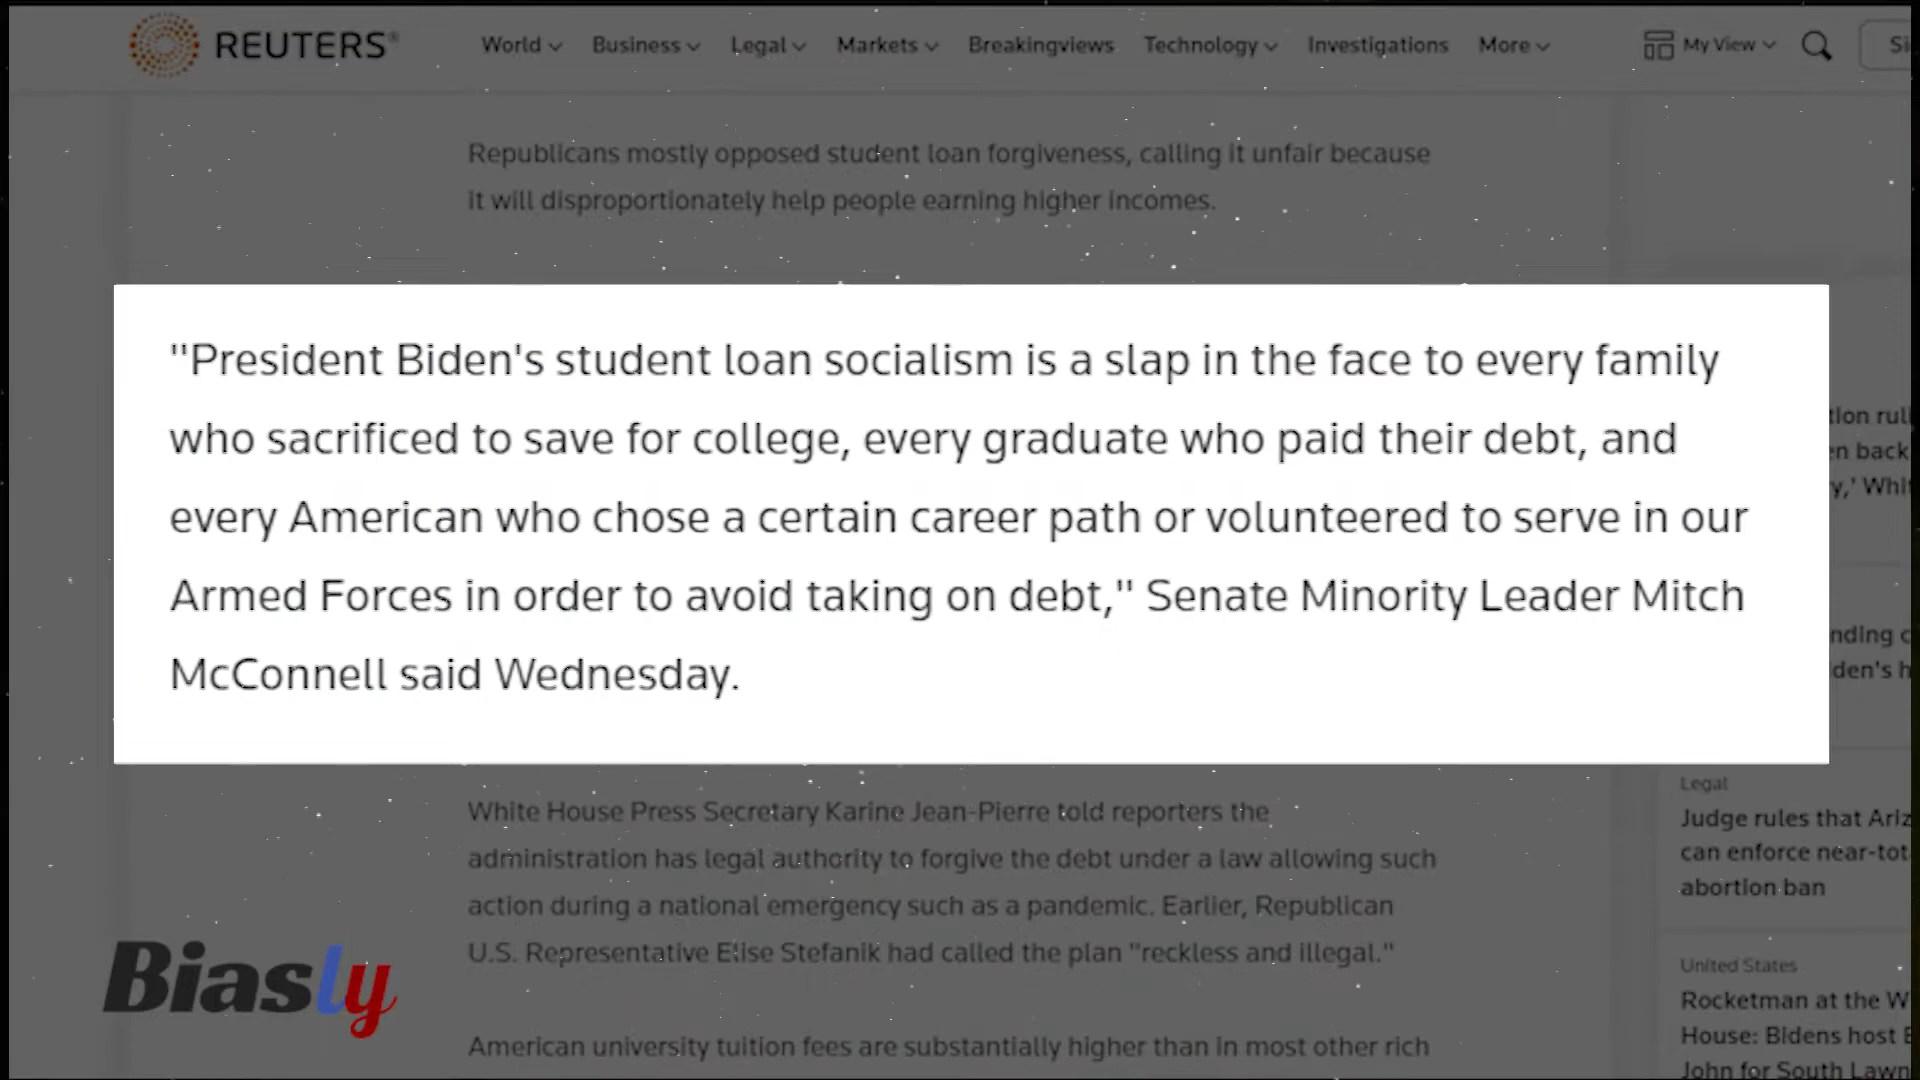 REUTERS®
World Business Legal Markets Breakingviews Technology Investigations More My View
Republicans mostly opposed student loan forgiveness, calling it unfair because
it will disproportionately help people earning higher incomes.
"President Biden's student loan socialism is a slap in the face to every family
who sacrificed to save for college, every graduate who paid their debt, and
every American who chose a certain career path or volunteered to serve in our
Armed Forces in order to avoid taking on debt," Senate Minority Leader Mitch
McConnell said Wednesday.
White House Press Secretary Karine Jean-Pierre told reporters the
administration has legal authority to forgive the debt under a law allowing such
action during a national emergency such as a pandemic. Earlier, Republican
U.S. Representative Elise Stefanik had called the plan "reckless and illegal."
American university tuition fees are substantially higher than in most other rich
back
Legal
Judge rules that
can enforce
abortion ban
United States
Rocketman at the
House: Bidens host
John for South Lawn
Biasly